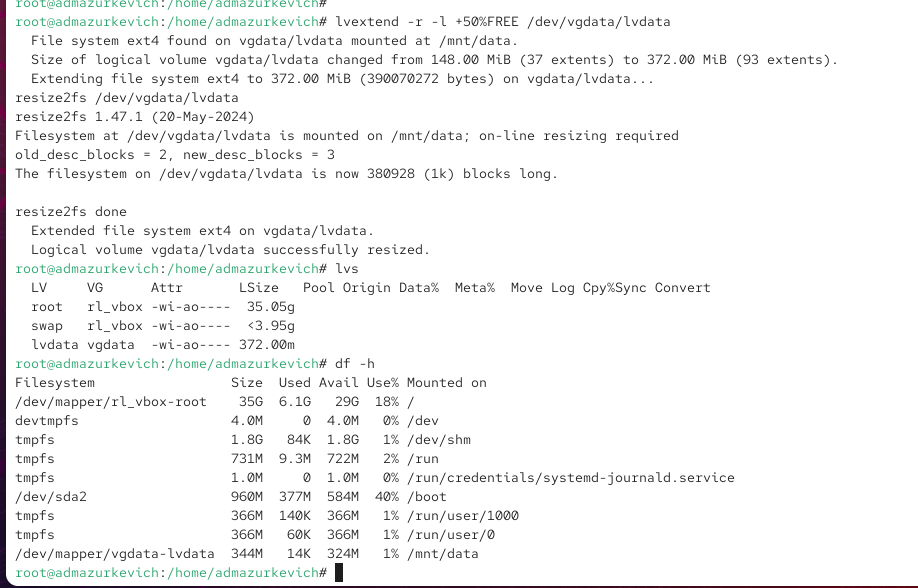 root@admazurkevich:/home/admazurkevich#
root@admazurkevich:/home/admazurkevich# lvextend -r -l +50%FREE /dev/vgdata/lvdata
  File system ext4 found on vgdata/lvdata mounted at /mnt/data.
  Size of logical volume vgdata/lvdata changed from 148.00 MiB (37 extents) to 372.00 MiB (93 extents).
  Extending file system ext4 to 372.00 MiB (390070272 bytes) on vgdata/lvdata...
resize2fs /dev/vgdata/lvdata
resize2fs 1.47.1 (20-May-2024)
Filesystem at /dev/vgdata/lvdata is mounted on /mnt/data; on-line resizing required
old_desc_blocks = 2, new_desc_blocks = 3
The filesystem on /dev/vgdata/lvdata is now 380928 (1k) blocks long.

resize2fs done
  Extended file system ext4 on vgdata/lvdata.
  Logical volume vgdata/lvdata successfully resized.
root@admazurkevich:/home/admazurkevich# lvs
  LV     VG      Attr       LSize   Pool Origin Data%  Meta%  Move Log Cpy%Sync Convert
  root   rl_vbox -wi-ao----  35.05g
  swap   rl_vbox -wi-ao----  <3.95g
  lvdata vgdata  -wi-ao---- 372.00m
root@admazurkevich:/home/admazurkevich# df -h
Filesystem                 Size  Used Avail Use% Mounted on
/dev/mapper/rl_vbox-root    35G  6.1G   29G  18% /
devtmpfs                   4.0M     0  4.0M   0% /dev
tmpfs                      1.8G   84K  1.8G   1% /dev/shm
tmpfs                      731M  9.3M  722M   2% /run
tmpfs                      1.0M     0  1.0M   0% /run/credentials/systemd-journald.service
/dev/sda2                  960M  377M  584M  40% /boot
tmpfs                      366M  140K  366M   1% /run/user/1000
tmpfs                      366M   60K  366M   1% /run/user/0
/dev/mapper/vgdata-lvdata  344M   14K  324M   1% /mnt/data
root@admazurkevich:/home/admazurkevich#